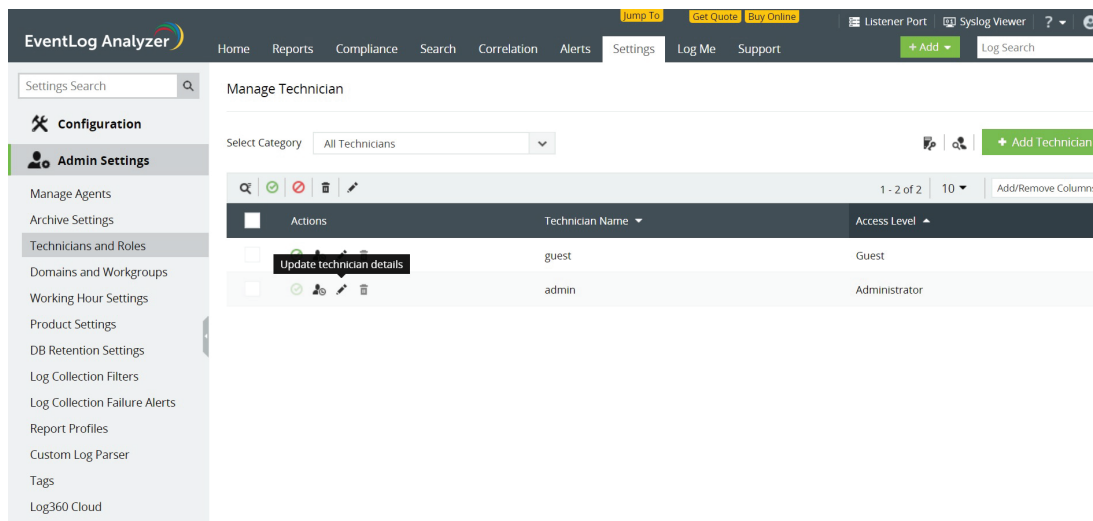 Jump To Get Quote Buy Online Listener Port Syslog Viewer ?
EventLog Analyzer
Home Reports Compliance Search Correlation Alerts Settings Log Me Support + Add Log Search
Settings Search
Manage Technician
Configuration
Select Category All Technicians + Add Technician
Admin Settings
Manage Agents
1 - 2 of 2 10 Add/Remove Columns
Archive Settings
Actions Technician Name Access Level
Technicians and Roles
guest Guest
Update technician details
Domains and Workgroups
admin Administrator
Working Hour Settings
Product Settings
DB Retention Settings
Log Collection Filters
Log Collection Failure Alerts
Report Profiles
Custom Log Parser
Tags
Log360 Cloud